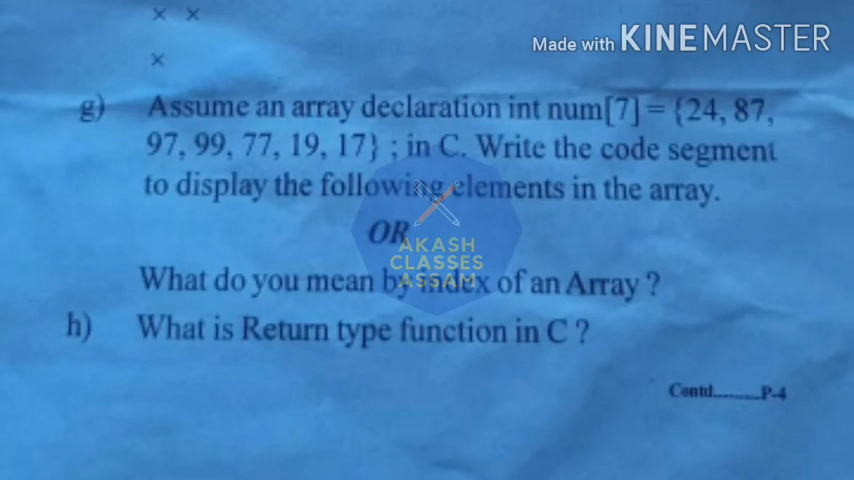 × ×
Made with KINEMASTER
×
g) Assume an array declaration int num[7] = {24, 87,
97, 99, 77, 19, 17} ; in C. Write the code segment
to display the following elements in the array.
OR
AKASH
CLASSES
ASSAM
What do you mean by index of an Array ?
h) What is Return type function in C ?
Contd..........P-4